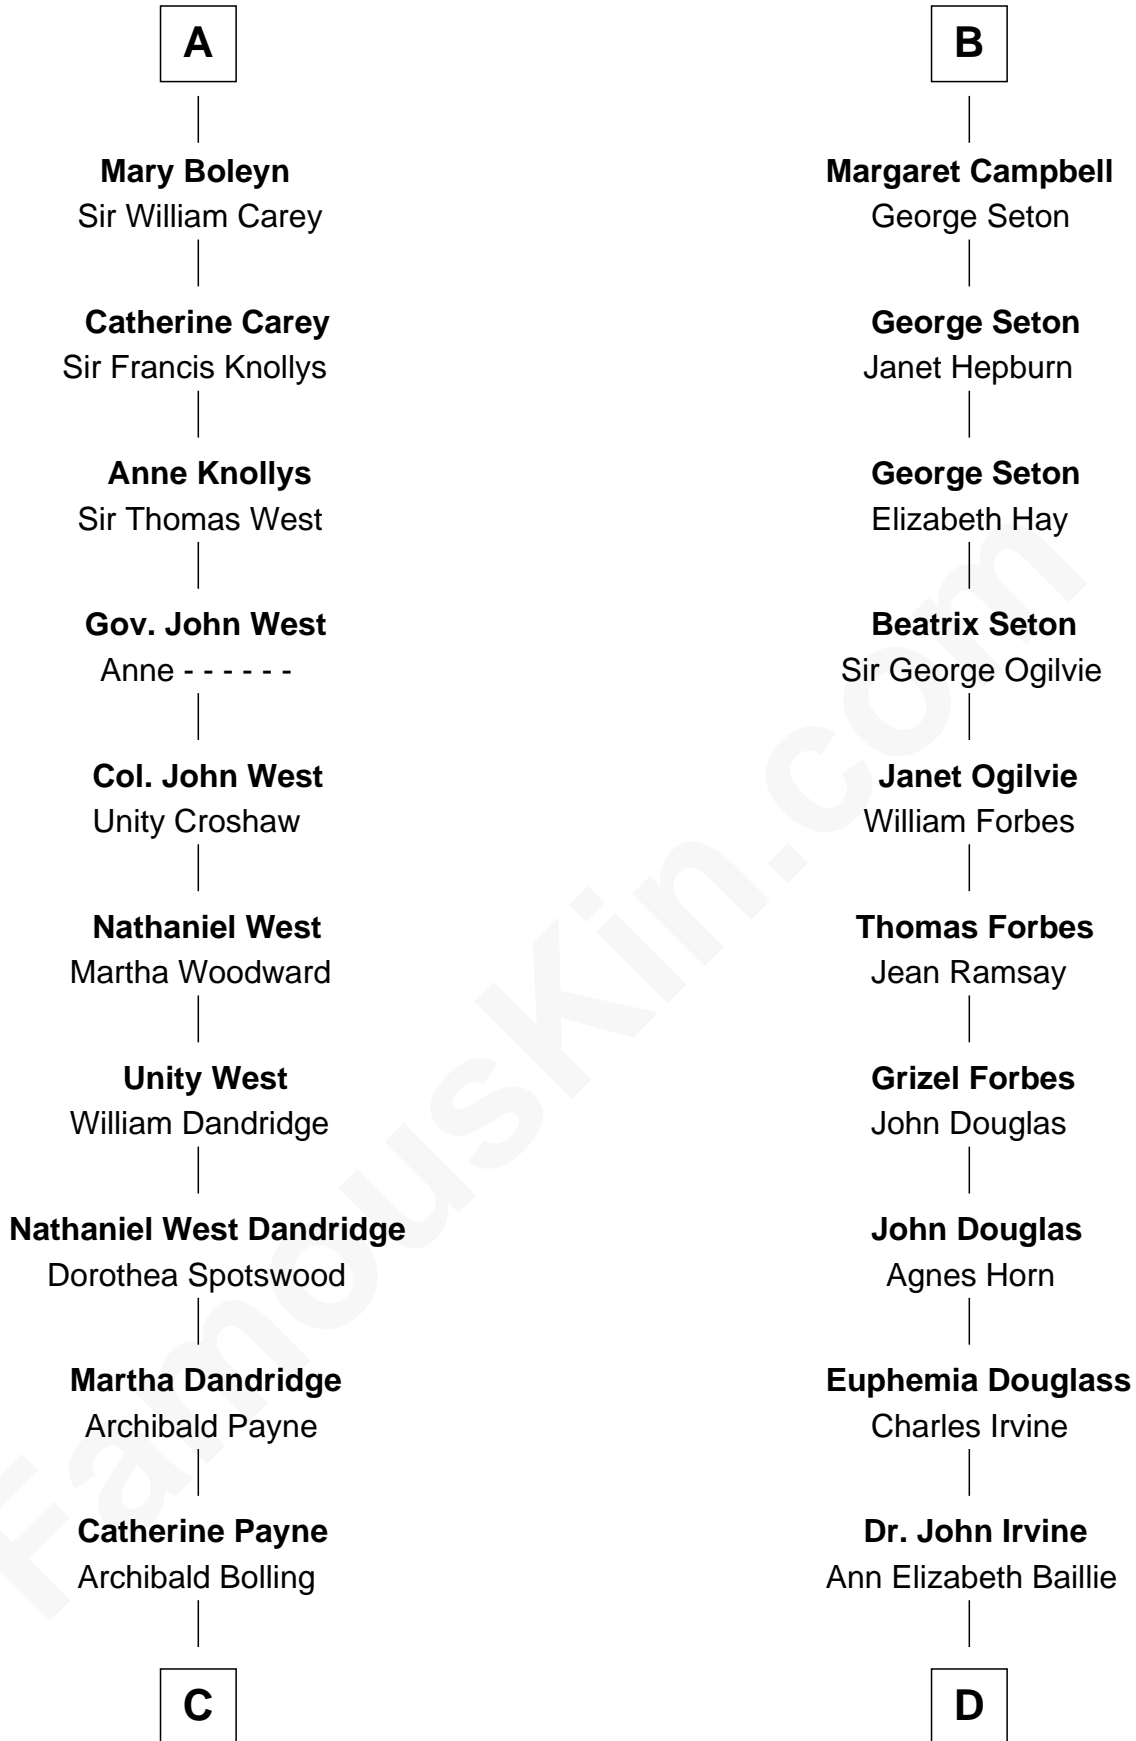 A
Mary Boleyn
Sir William Carey
Catherine Carey
Sir Francis Knollys
Anne Knollys
Sir Thomas West
Gov. John West
Anne - - - - - -
Col. John West
Unity Croshaw
Nathaniel West
Martha Woodward
Unity West
William Dandridge
Nathaniel West Dandridge
Dorothea Spotswood
Martha Dandridge
Archibald Payne
Catherine Payne
Archibald Bolling
C
B
Margaret Campbell
George Seton
George Seton
Janet Hepburn
George Seton
Elizabeth Hay
Beatrix Seton
Sir George Ogilvie
Janet Ogilvie
William Forbes
Thomas Forbes
Jean Ramsay
Grizel Forbes
John Douglas
John Douglas
Agnes Horn
Euphemia Douglass
Charles Irvine
Dr. John Irvine
Ann Elizabeth Baillie
D
FamousKin.com